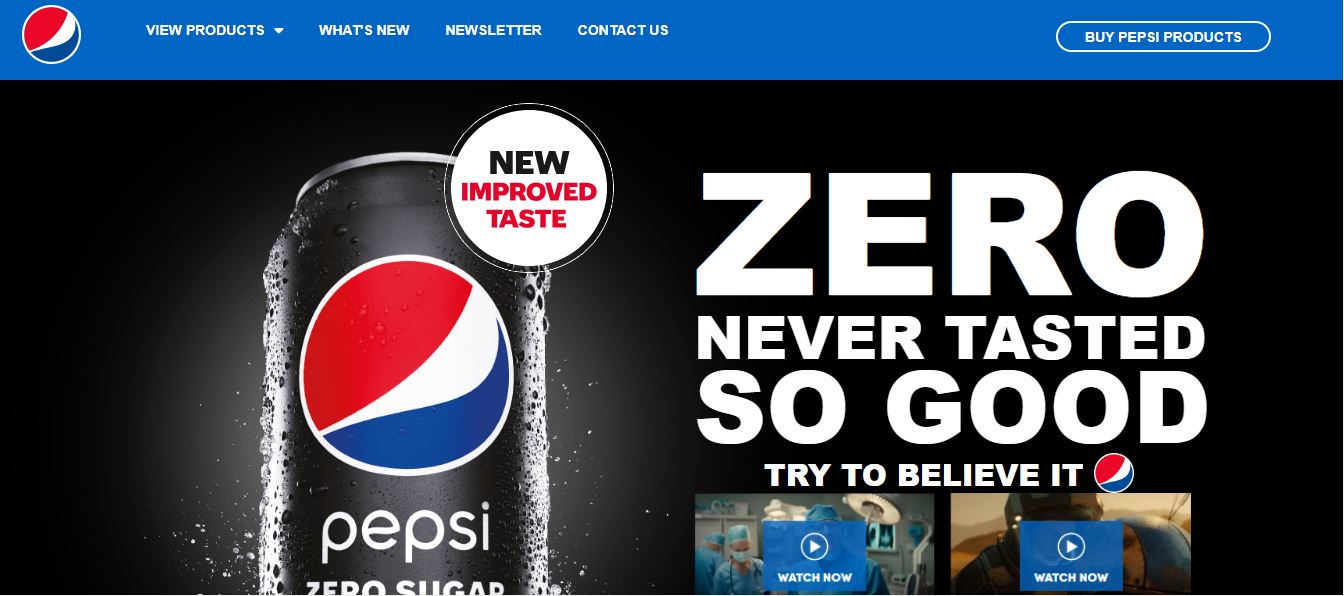 VIEW PRODUCTS
WHAT'S NEW
NEWSLETTER
CONTACT US
BUY PEPSI PRODUCTS
NEW
IMPROVED
TASTE
ZERO
NEVER TASTED
SO GOOD
TRY TO BELIEVE IT
pepsi
ZERO SUGAR
WATCH NOW
WATCH NOW